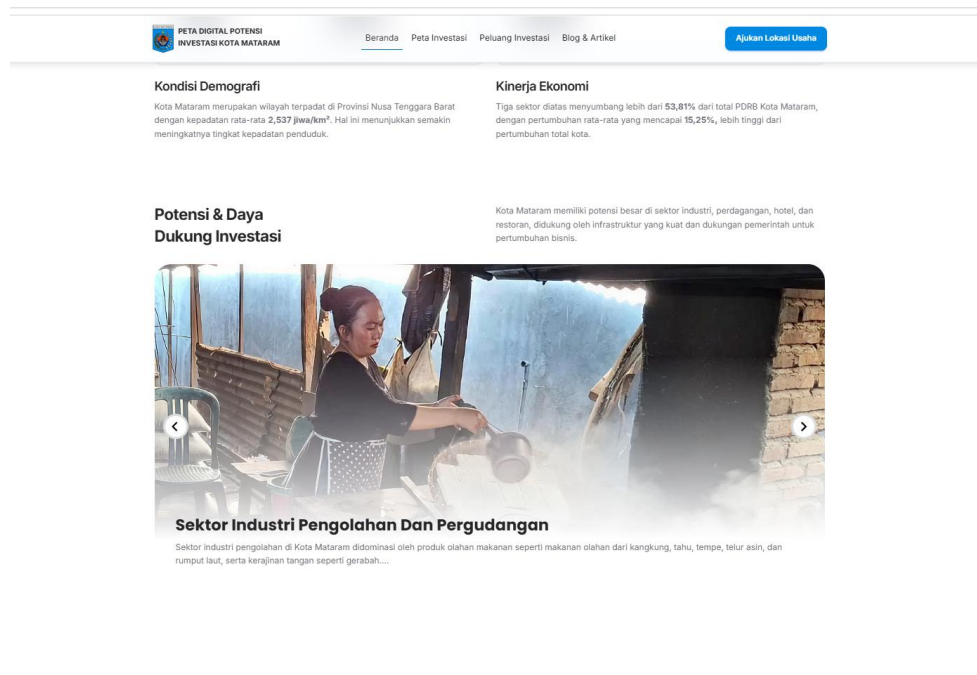 PETA DIGITAL POTENSI
INVESTASI KOTA MATARAM
Beranda
Peta Investasi
Peluang Investasi
Blog & Artikel
Ajukan Lokasi Usaha
Kondisi Demografi
Kota Mataram merupakan wilayah terpadat di Provinsi Nusa Tenggara Barat
dengan kepadatan rata-rata 2,537 jiwa/km². Hal ini menunjukkan semakin
meningkatnya tingkat kepadatan penduduk.
Kinerja Ekonomi
Tiga sektor diatas menyumbang lebih dari 53,81% dari total PDRB Kota Mataram,
dengan pertumbuhan rata-rata yang mencapai 15,25%, lebih tinggi dari
pertumbuhan total kota.
Potensi & Daya
Dukung Investasi
Kota Mataram memiliki potensi besar di sektor industri, perdagangan, hotel, dan
restoran, didukung oleh infrastruktur yang kuat dan dukungan pemerintah untuk
pertumbuhan bisnis.
Sektor Industri Pengolahan Dan Pergudangan
Sektor industri pengolahan di Kota Mataram didominasi oleh produk olahan makanan seperti makanan olahan dari kangkung, tahu, tempe, telur asin, dan
rumput laut, serta kerajinan tangan seperti gerabah....